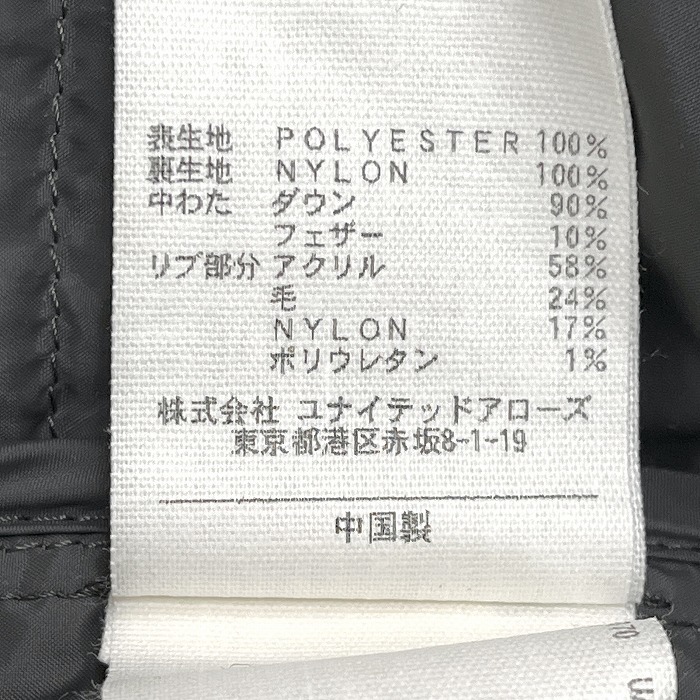 表生地 POLYESTER 100%
裏生地 NYLON 100%
中わた ダウン 90%
フェザー 10%
リブ部分 アクリル 58%
毛 24%
NYLON 17%
ポリウレタン 1%
株式会社 ユナイテッドアローズ
東京都港区赤坂8-1-19
中国製